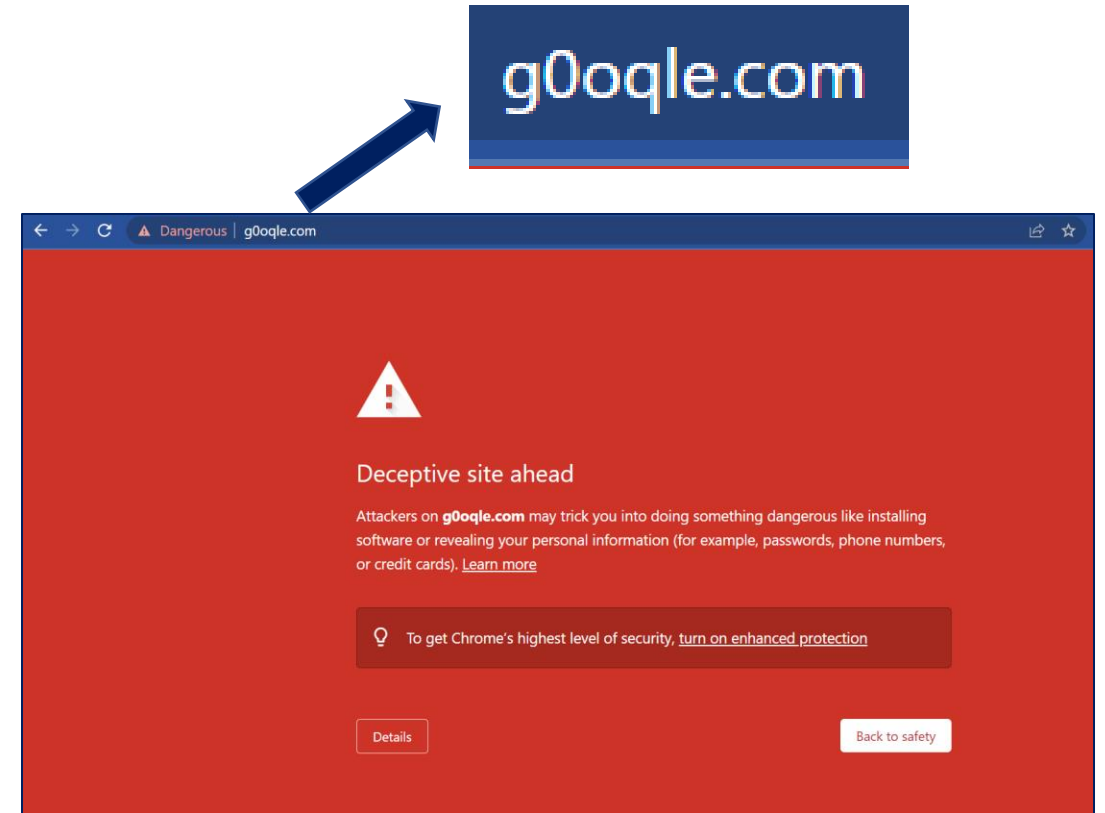 g0oqle.com
Dangerous | g0oqle.com
Deceptive site ahead
Attackers on g0oqle.com may trick you into doing something dangerous like installing
software or revealing your personal information (for example, passwords, phone numbers,
or credit cards). Learn more
To get Chrome's highest level of security, turn on enhanced protection
Details
Back to safety